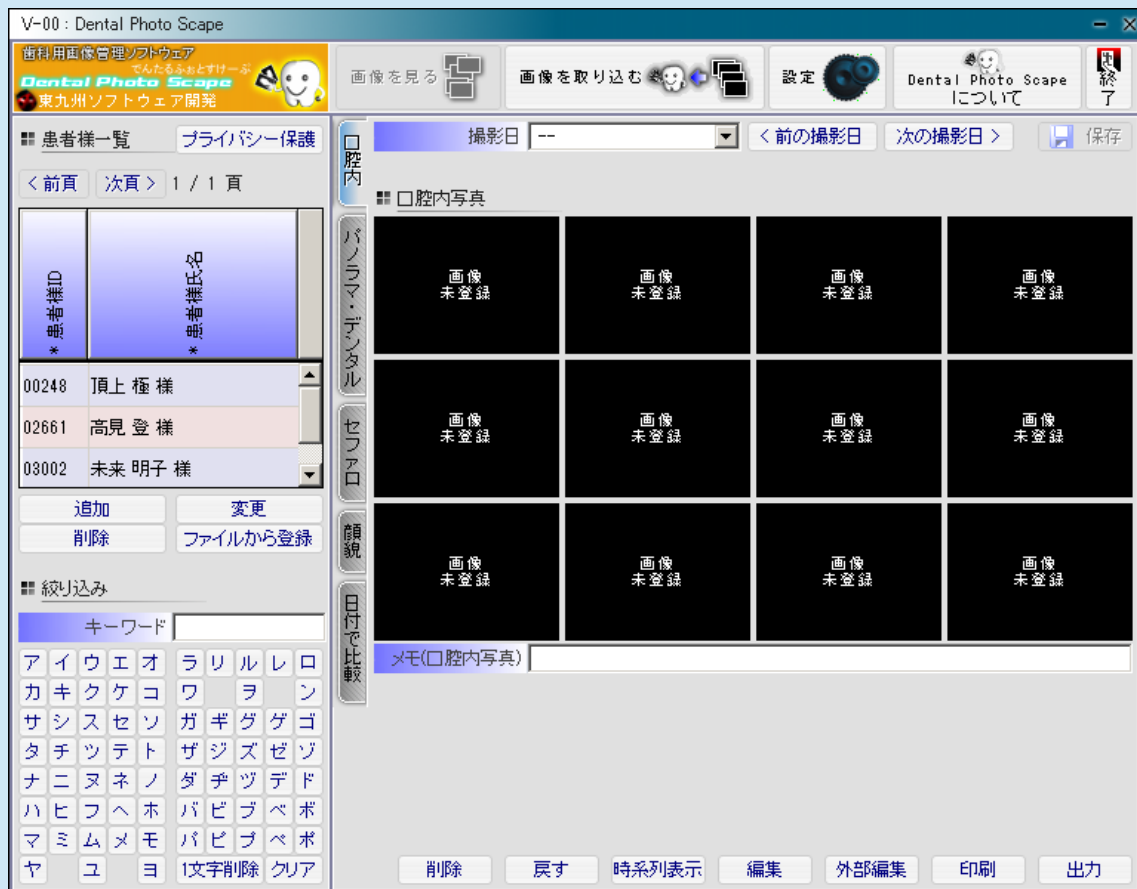 V-00 : Dental Photo Scape
歯科用画像管理ソフトウェア
でんたるふぉとすけーぷ
Dental Photo Scape
東九州ソフトウェア開発
画像を見る
画像を取り込む
設定
Dental Photo Scape
について
終了
患者様一覧
プライバシー保護
< 前頁
次頁 >
1 / 1 頁
* 患者様ID
* 患者様氏名
00248 頂上 極 様
02661 高見 登 様
03002 未来 明子 様
追加
変更
削除
ファイルから登録
絞り込み
キーワード
ア イ ウ エ オ ラ リ ル レ ロ
カ キ ク ケ コ ワ ヲ ン
サ シ ス セ ソ ガ ギ グ ゲ ゴ
タ チ ツ テ ト ザ ジ ズ ゼ ゾ
ナ ニ ヌ ネ ノ ダ ヂ ヅ デ ド
ハ ヒ フ ヘ ホ バ ビ ブ ベ ボ
マ ミ ム メ モ パ ピ プ ペ ポ
ヤ ユ ヨ 1文字削除 クリア
口腔内
パノラマ・デンタル
セファロ
顔貌
日付で比較
撮影日
--
< 前の撮影日
次の撮影日 >
保存
口腔内写真
画像
未登録
画像
未登録
画像
未登録
画像
未登録
画像
未登録
画像
未登録
画像
未登録
画像
未登録
画像
未登録
画像
未登録
画像
未登録
画像
未登録
メモ(口腔内写真)
削除
戻す
時系列表示
編集
外部編集
印刷
出力